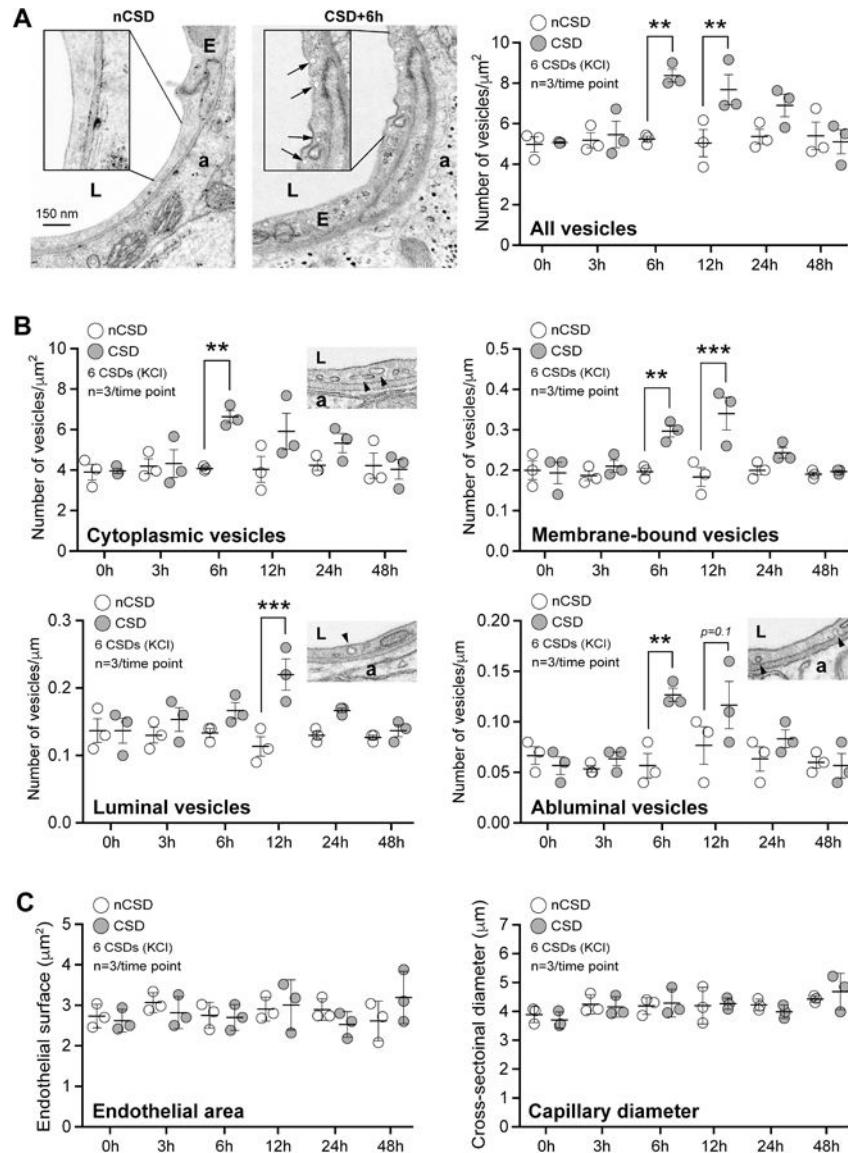 A
nCSD
CSD+6h
E
a
L
150 nm
L
E
a
Number of vesicles/μm²
10
8
6
4
2
0
nCSD
CSD
6 CSDs (KCl)
n=3/time point
**
**
All vesicles
0h 3h 6h 12h 24h 48h
B
Number of vesicles/μm²
10
8
6
4
2
0
nCSD
CSD
6 CSDs (KCl)
n=3/time point
**
L
a
Cytoplasmic vesicles
0h 3h 6h 12h 24h 48h
Number of vesicles/μm
0.5
0.4
0.3
0.2
0.1
0.0
nCSD
CSD
6 CSDs (KCl)
n=3/time point
**
***
Membrane-bound vesicles
0h 3h 6h 12h 24h 48h
Number of vesicles/μm
0.3
0.2
0.1
0.0
nCSD
CSD
6 CSDs (KCl)
n=3/time point
***
L
a
Luminal vesicles
0h 3h 6h 12h 24h 48h
Number of vesicles/μm
0.20
0.15
0.10
0.05
0.00
nCSD
CSD
6 CSDs (KCl)
n=3/time point
**
p=0.1
L
a
Abluminal vesicles
0h 3h 6h 12h 24h 48h
C
Endothelial surface (μm²)
5
4
3
2
1
0
nCSD
CSD
6 CSDs (KCl)
n=3/time point
Endothelial area
0h 3h 6h 12h 24h 48h
Cross-sectoinal diameter (μm)
7
6
5
4
3
2
1
0
nCSD
CSD
6 CSDs (KCl)
n=3/time point
Capillary diameter
0h 3h 6h 12h 24h 48h